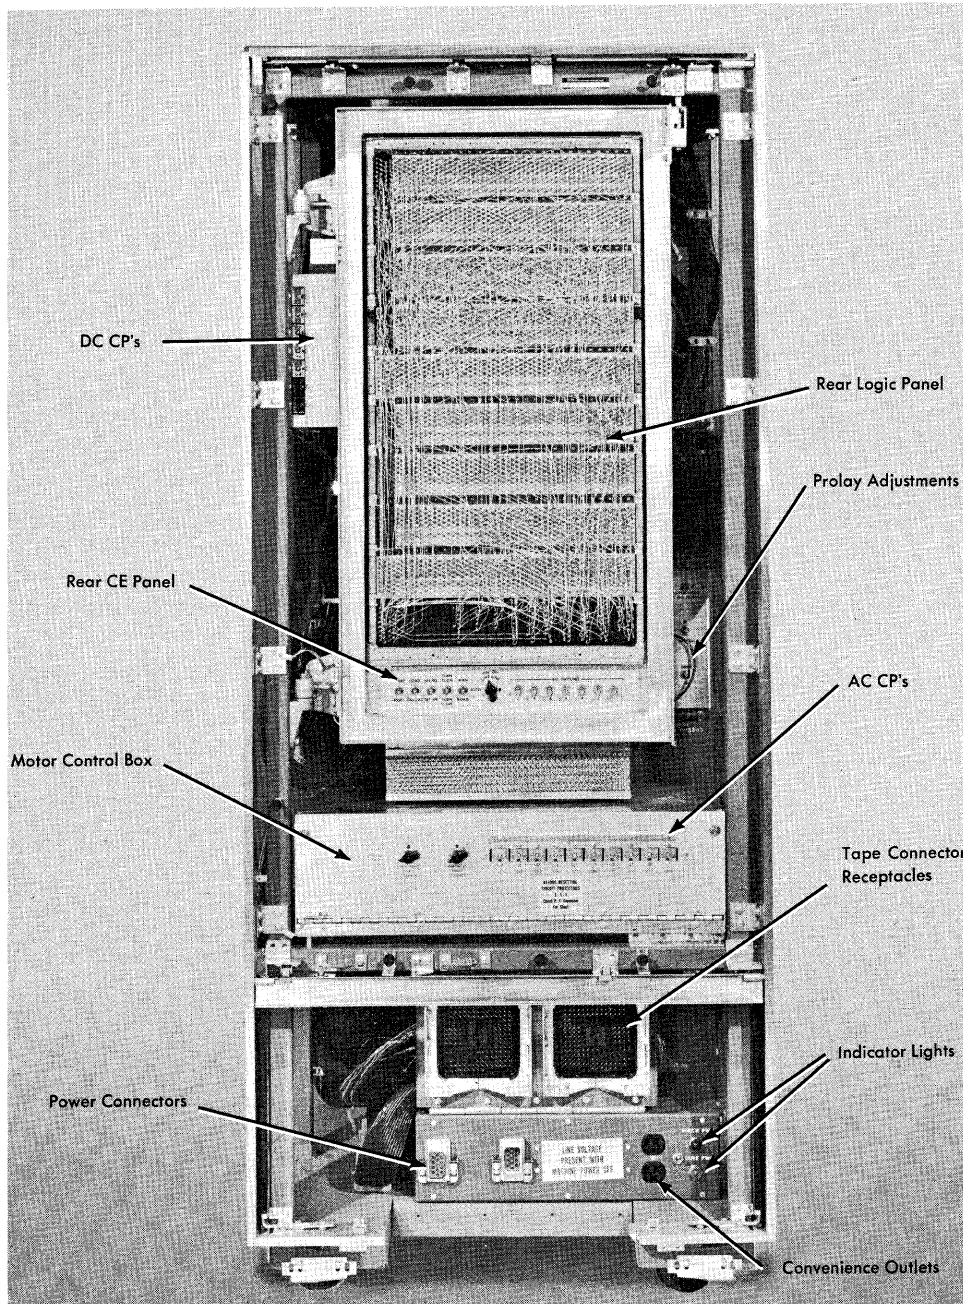 DC CP's
Rear Logic Panel
Prolay Adjustments
Rear CE Panel
AC CP's
Motor Control Box
Tape Connector
Receptacles
Indicator Lights
Power Connectors
LINE VOLTAGE
PRESENT WITH
MACHINE POWER OFF
Convenience Outlets